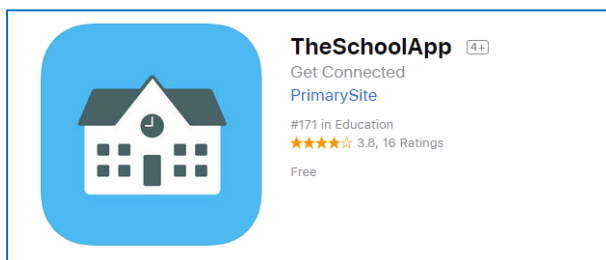 TheSchoolApp 4+
Get Connected
PrimarySite
#171 in Education
3.8, 16 Ratings
Free